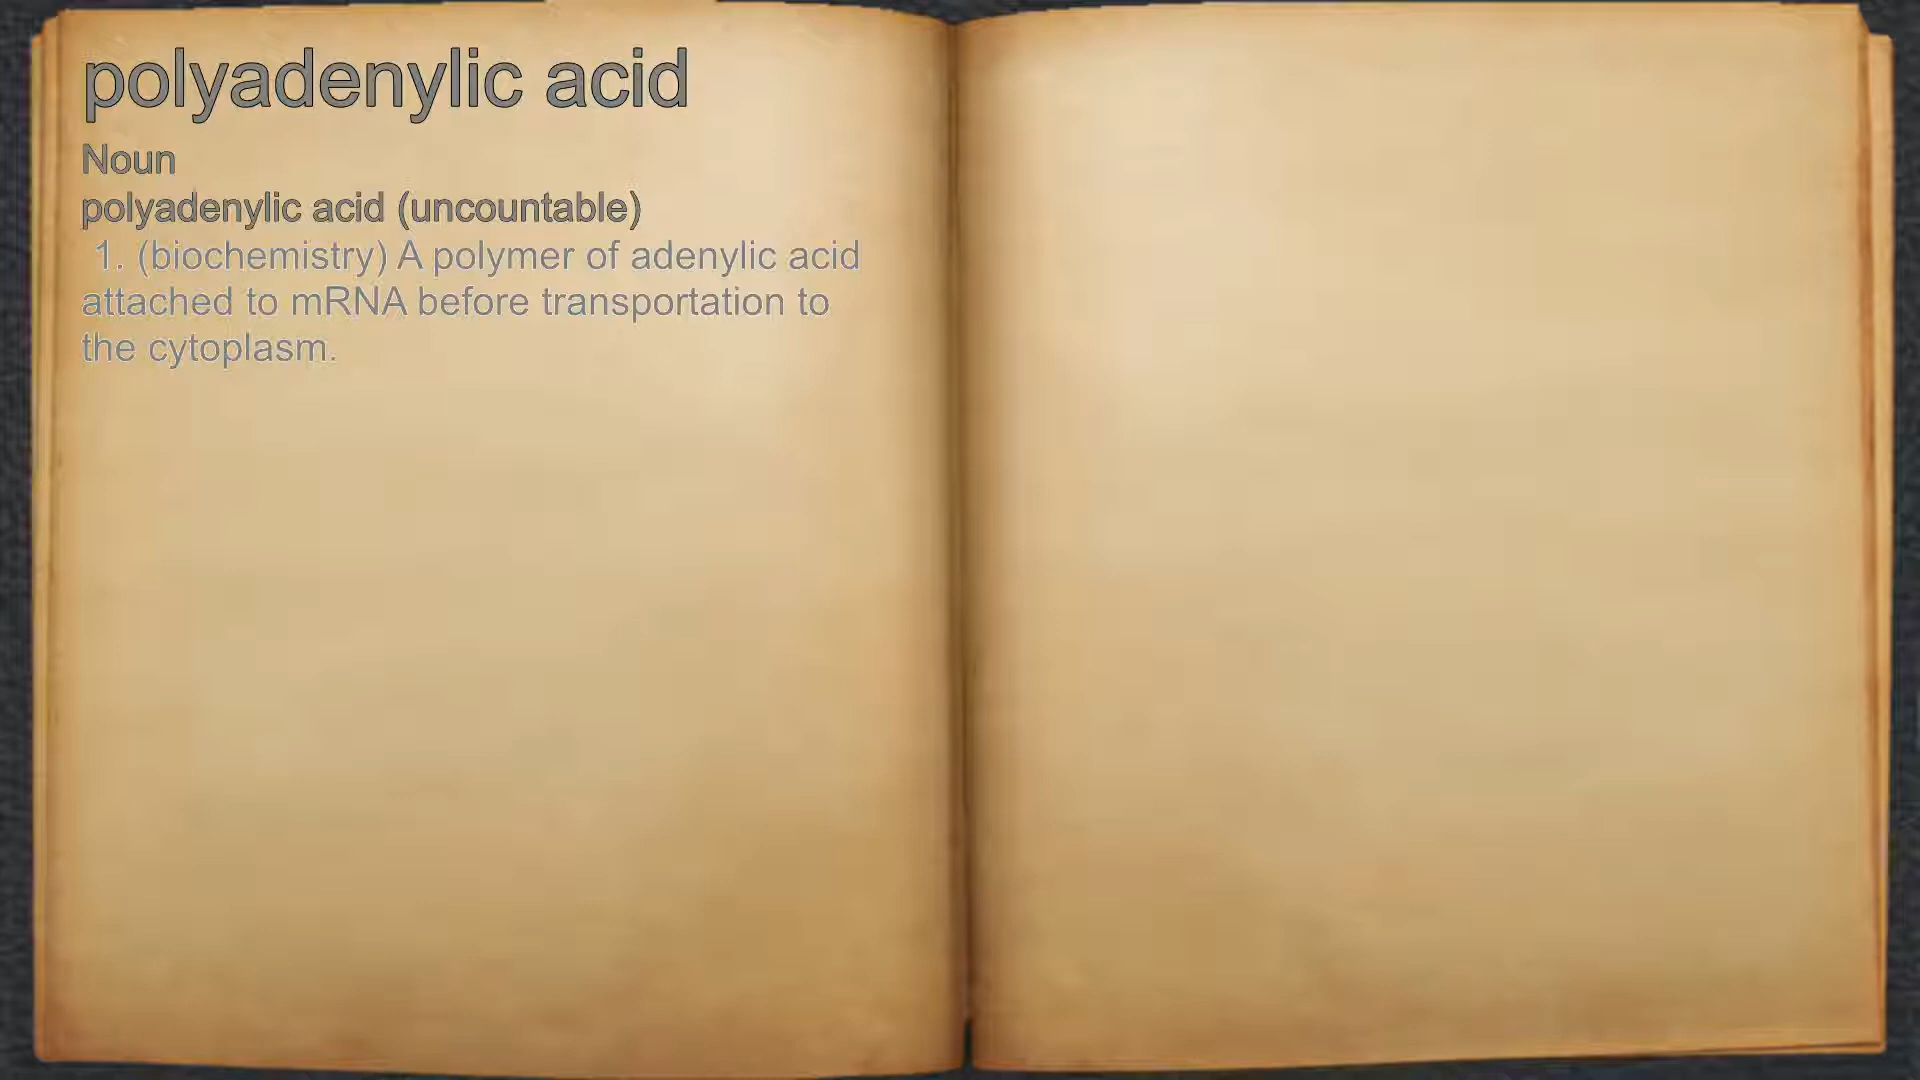 polyadenylic acid
Noun
polyadenylic acid (uncountable)
1. (biochemistry) A polymer of adenylic acid
attached to mRNA before transportation to
the cytoplasm.